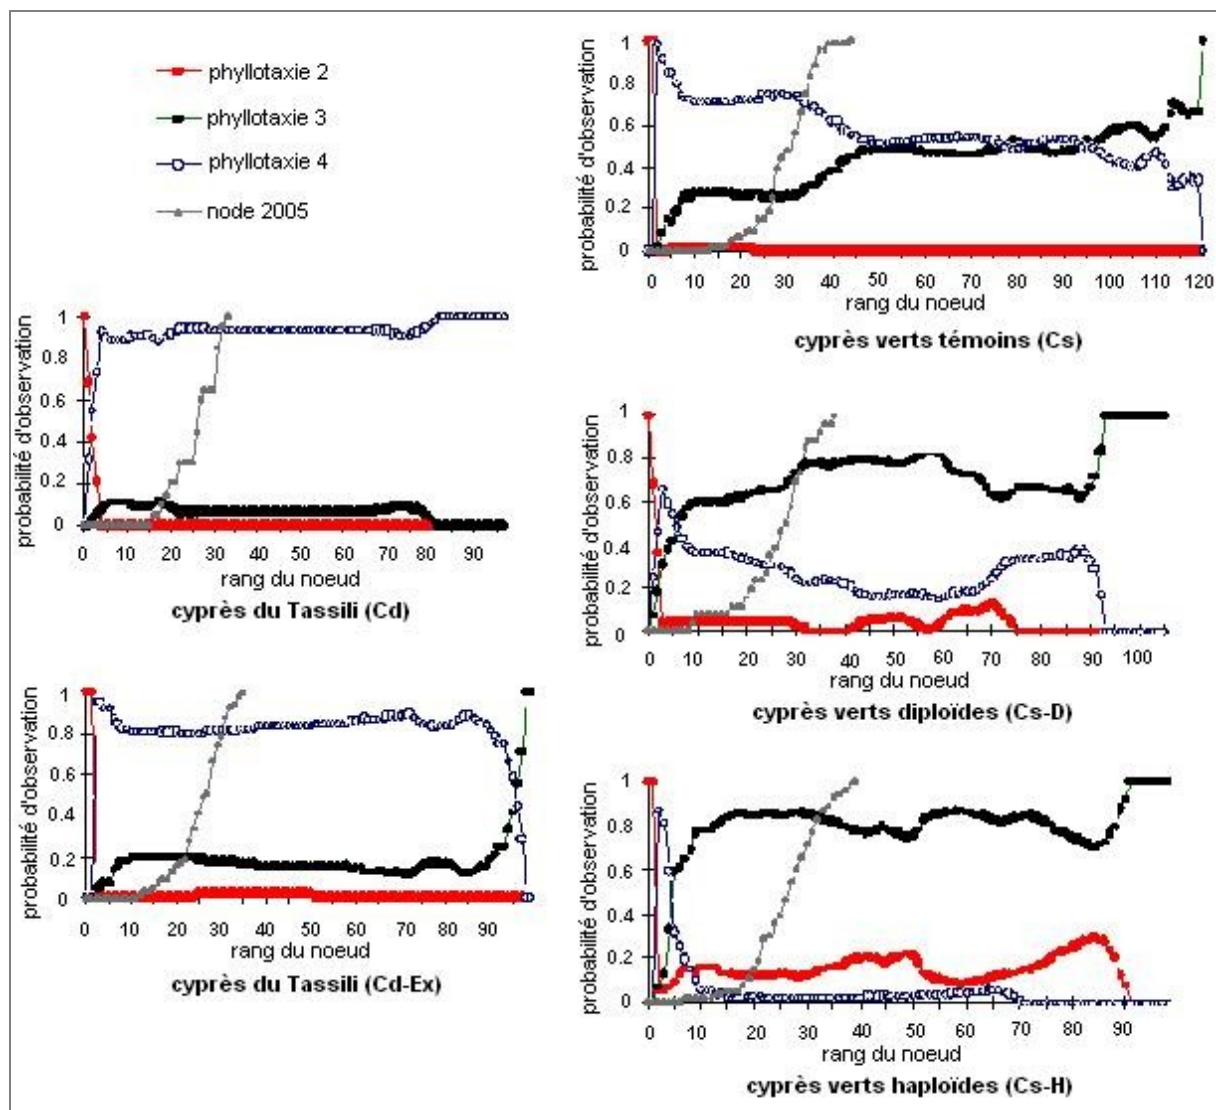 phyllotaxie 2
phyllotaxie 3
phyllotaxie 4
node 2005
probabilité d'observation
1
0.8
0.6
0.4
0.2
0
0 10 20 30 40 50 60 70 80 90 100 110 120
rang du noeud
cyprès verts témoins (Cs)
probabilité d'observation
1
0.8
0.6
0.4
0.2
0
0 10 20 30 40 50 60 70 80 90
rang du noeud
cyprès du Tassili (Cd)
probabilité d'observation
1
0.8
0.6
0.4
0.2
0
0 10 20 30 40 50 60 70 80 90 100
rang du noeud
cyprès verts diploïdes (Cs-D)
probabilité d'observation
1
0.8
0.6
0.4
0.2
0
0 10 20 30 40 50 60 70 80 90
rang du noeud
cyprès du Tassili (Cd-Ex)
probabilité d'observation
1
0.8
0.6
0.4
0.2
0
0 10 20 30 40 50 60 70 80 90
rang du noeud
cyprès verts haploïdes (Cs-H)